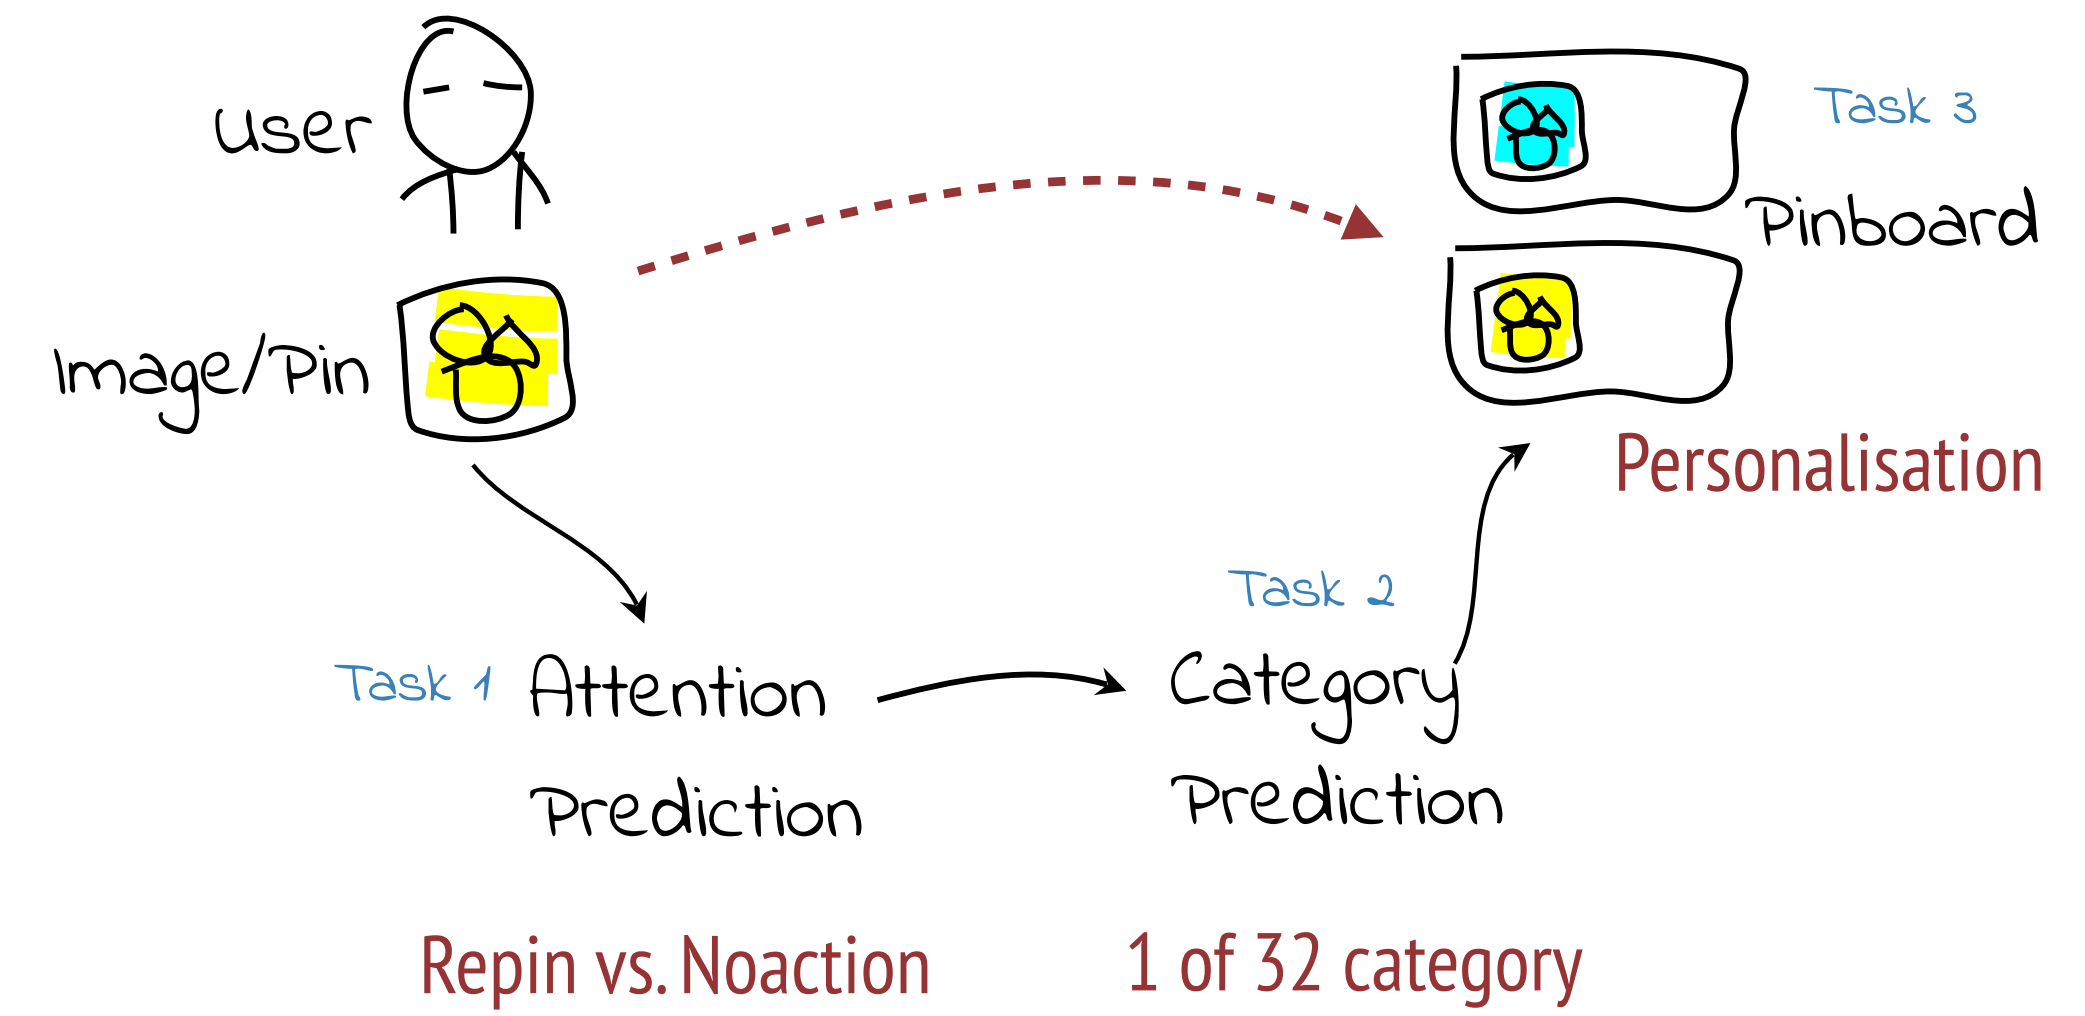 User
Image/Pin
Task 1
Attention
Prediction
Repin vs. Noaction
Task 2
Category
Prediction
1 of 32 category
Task 3
Pinboard
Personalisation